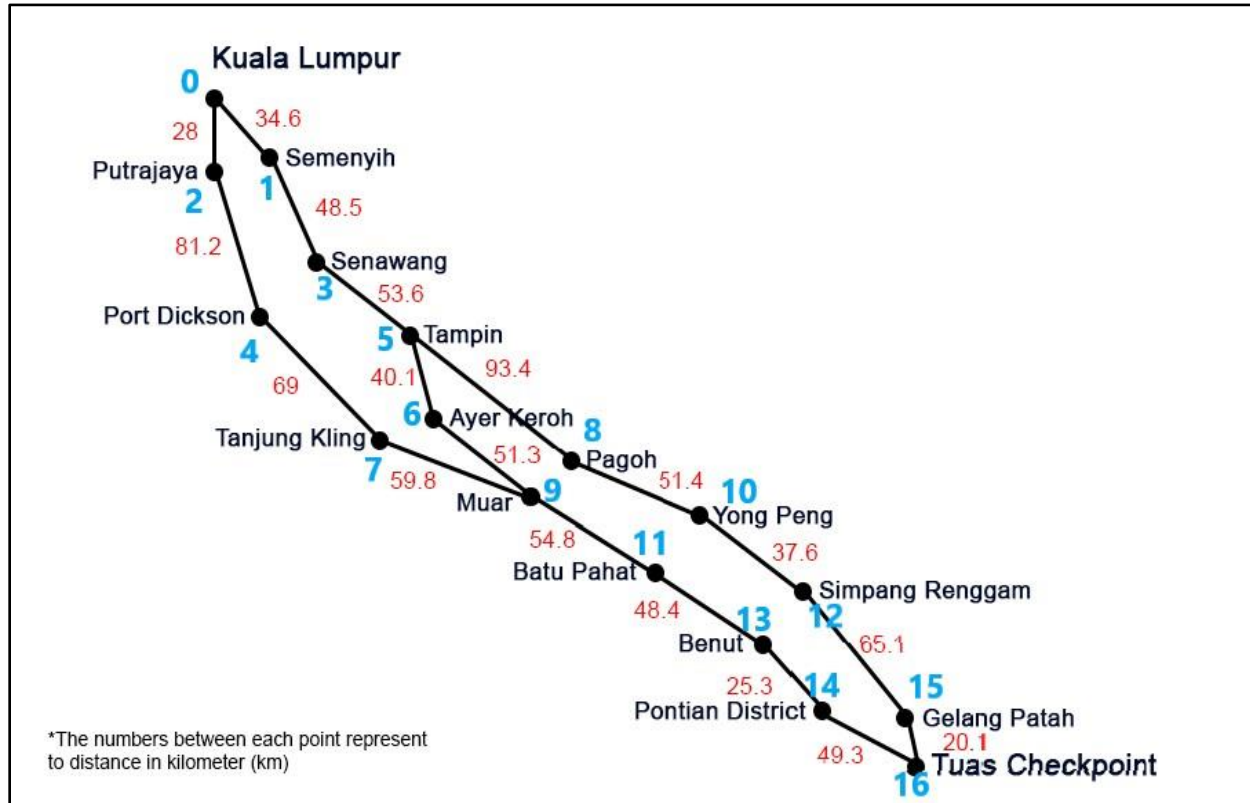 Kuala Lumpur
0
28
34.6
Putrajaya
Semenyih
2
1
48.5
81.2
Senawang
3
53.6
Port Dickson
5
Tampin
4
40.1
93.4
69
6
Ayer Keroh
8
Tanjung Kling
51.3
Pagoh
7
59.8
9
51.4
10
Muar
Yong Peng
54.8
11
37.6
Batu Pahat
Simpang Renggam
48.4
13
12
Benut
65.1
25.3
14
15
Pontian District
Gelang Patah
*The numbers between each point represent
to distance in kilometer (km)
49.3
20.1
Tuas Checkpoint
16